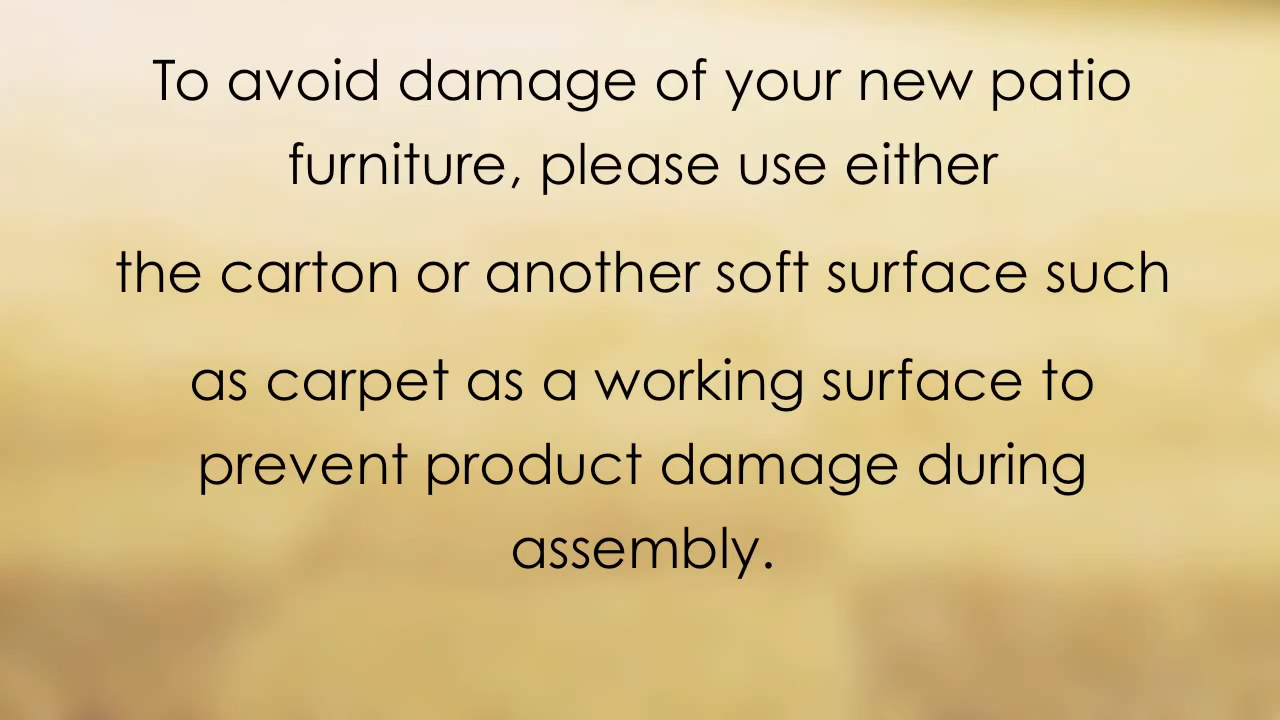 To avoid damage of your new patio
furniture, please use either
the carton or another soft surface such
as carpet as a working surface to
prevent product damage during
assembly.